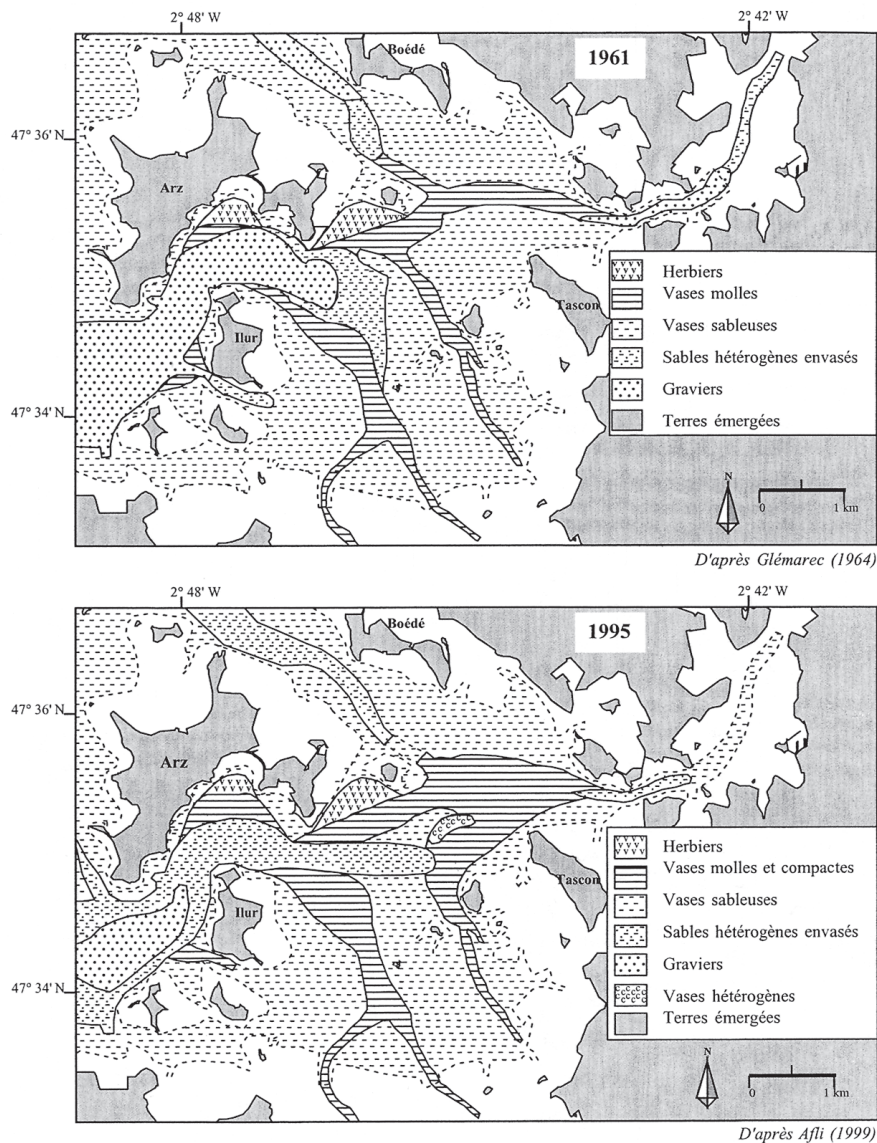 2° 48' W
2° 42' W
Boédé
1961
47° 36' N
Arz
Herbiers
Vases molles
Tascon
Vases sableuses
Ilur
Sables hétérogènes envasés
Graviers
47° 34' N
Terres émergées
N
0 1 km
D'après Glémarec (1964)
2° 48' W
2° 42' W
Boédé
1995
47° 36' N
Arz
Herbiers
Vases molles et compactes
Tascon
Vases sableuses
Ilur
Sables hétérogènes envasés
Graviers
47° 34' N
Vases hétérogènes
Terres émergées
N
0 1 km
D'après Afli (1999)